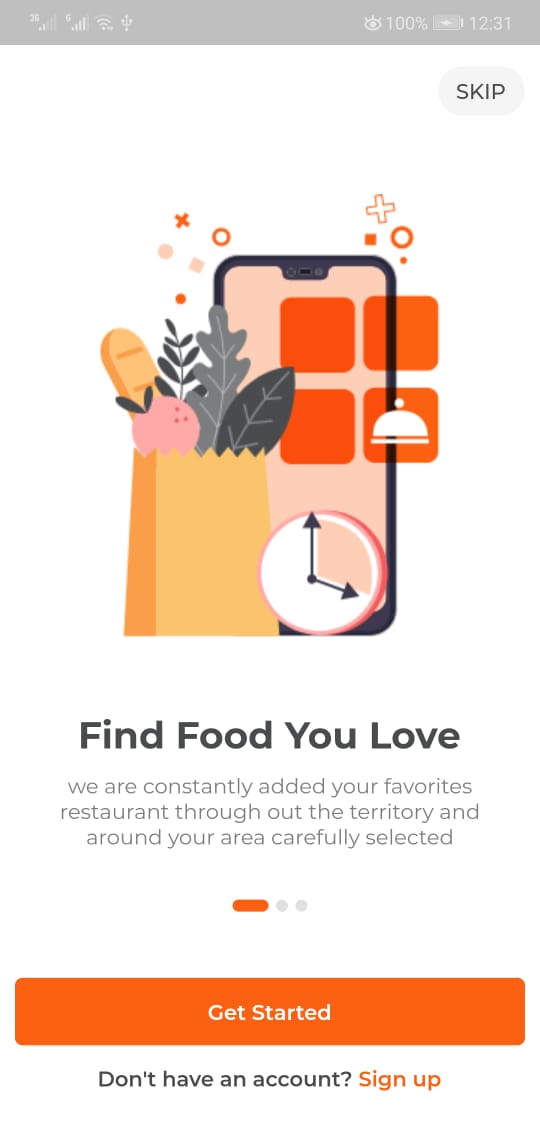 3G G 100% 12:31
SKIP
Find Food You Love
we are constantly added your favorites
restaurant through out the territory and
around your area carefully selected
Get Started
Don't have an account? Sign up